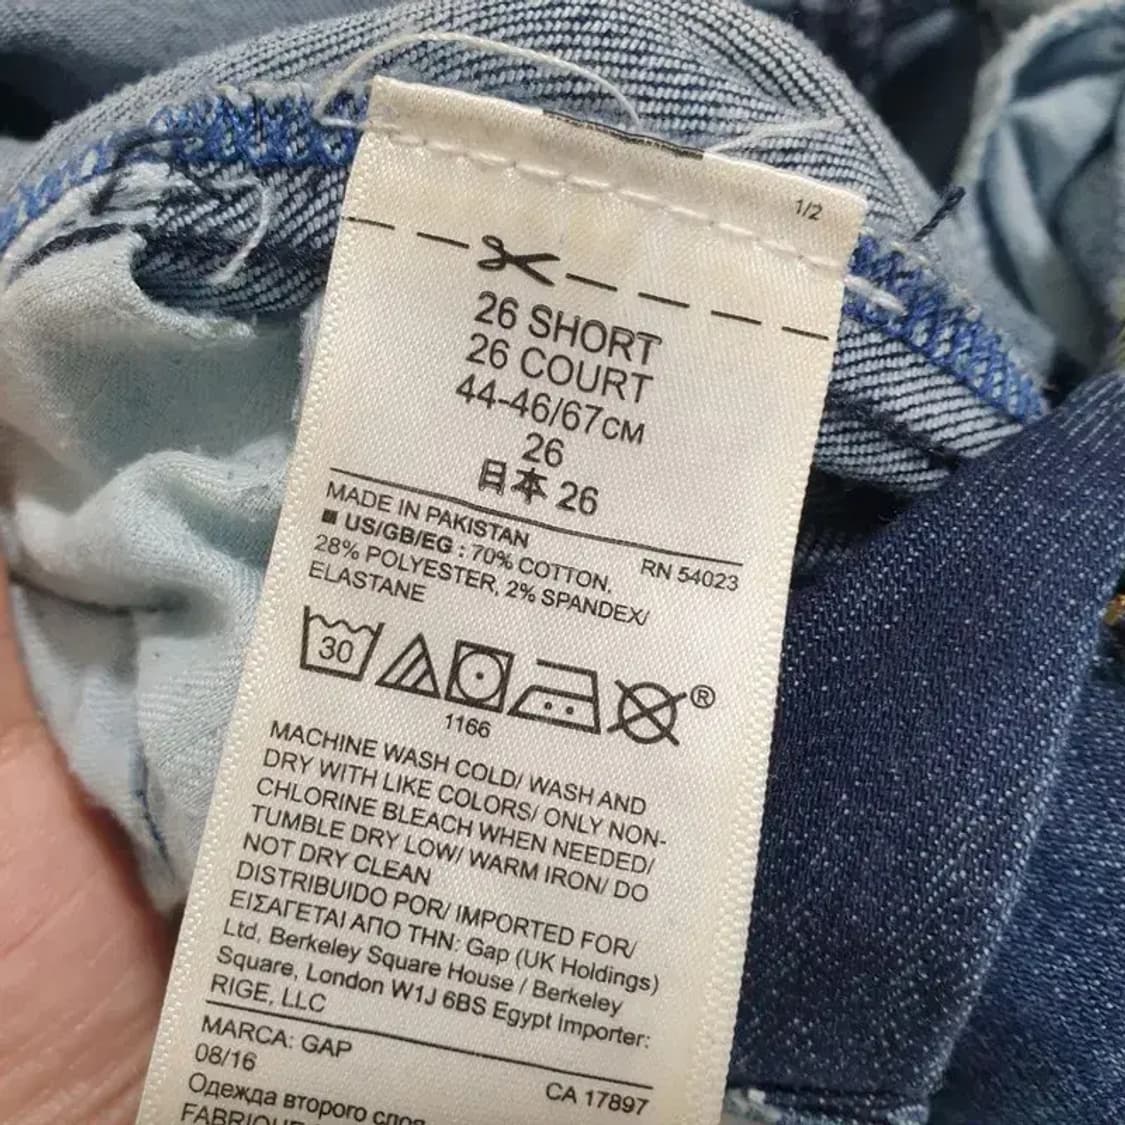 1/2
26 SHORT
26 COURT
44-46/67CM
26
日本 26
MADE IN PAKISTAN
RN 54023
■ US/GB/EG : 70% COTTON,
28% POLYESTER, 2% SPANDEX/
ELASTANE
30
®
1166
MACHINE WASH COLD/ WASH AND
DRY WITH LIKE COLORS/ ONLY NON-
CHLORINE BLEACH WHEN NEEDED/
TUMBLE DRY LOW/ WARM IRON/ DO
NOT DRY CLEAN
DISTRIBUIDO POR/ IMPORTED FOR/
ΕΙΣΑΓΕΤΑΙ ΑΠΟ ΤΗΝ: Gap (UK Holdings)
Ltd, Berkeley Square House / Berkeley
Square, London W1J 6BS Egypt Importer:
RIGE, LLC
MARCA: GAP
08/16
CA 17897
Одежда второго слоя